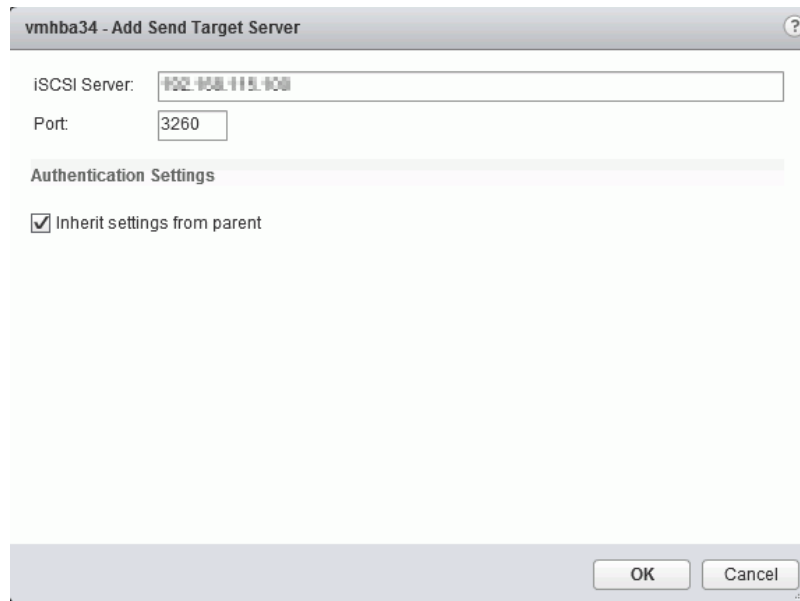 vmhba34 - Add Send Target Server
?
iSCSI Server:
Port: 3260
Authentication Settings
Inherit settings from parent
OK Cancel